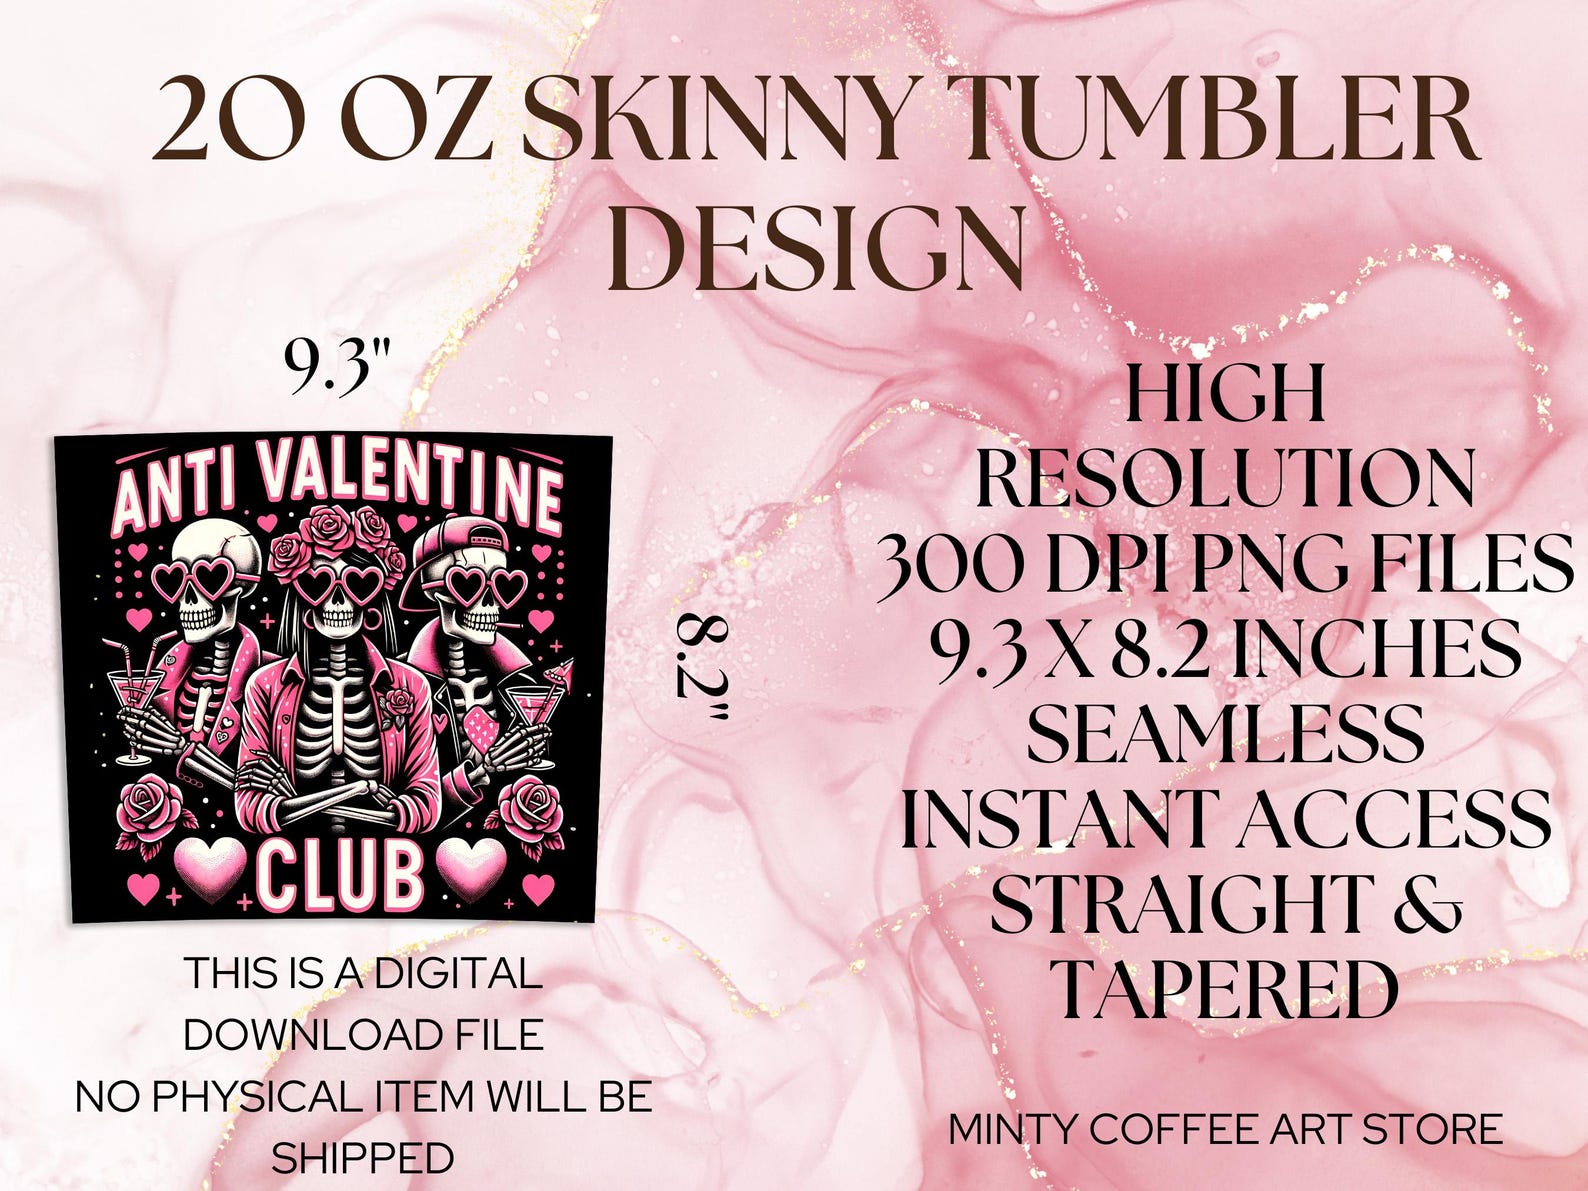 20 OZ SKINNY TUMBLER
DESIGN
9.3"
ANTI VALENTINE
CLUB
8.2"
HIGH
RESOLUTION
300 DPI PNG FILES
9.3 X 8.2 INCHES
SEAMLESS
INSTANT ACCESS
STRAIGHT &
TAPERED
THIS IS A DIGITAL
DOWNLOAD FILE
NO PHYSICAL ITEM WILL BE
SHIPPED
MINTY COFFEE ART STORE